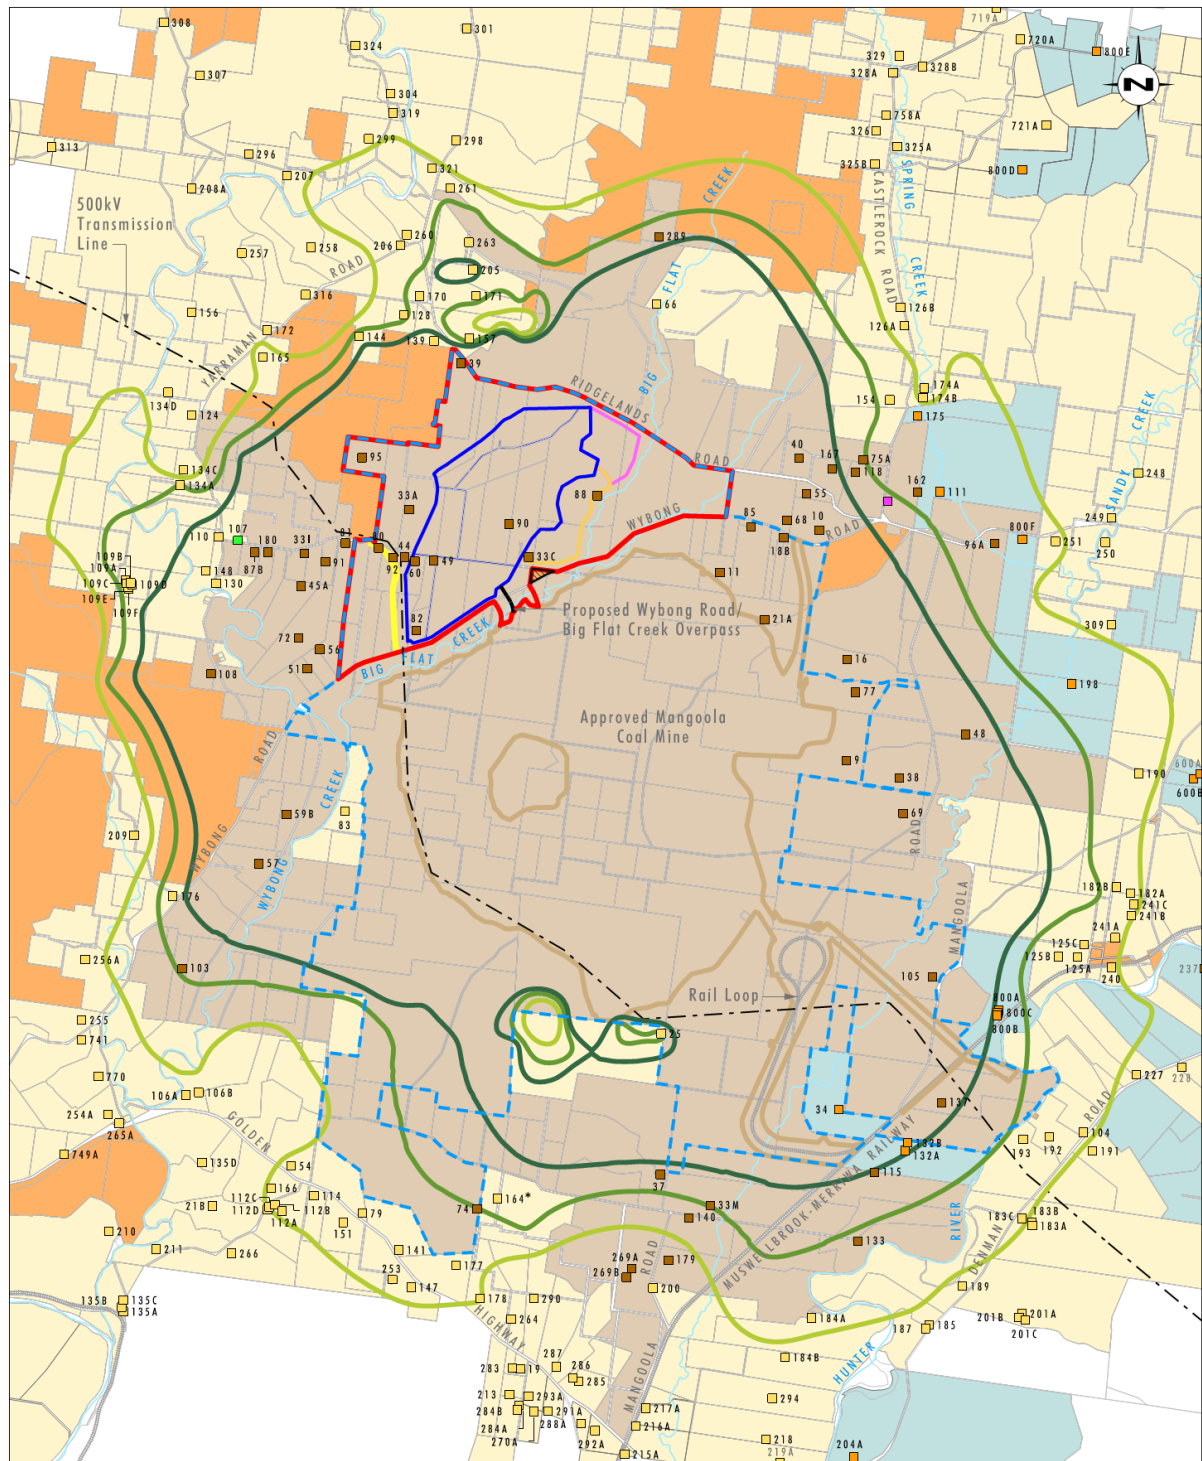 308
301
719A
324
720A
800E
329
328B
328A
307
N
304
319
758A
721A
326
299
298
325A
313
296
321
325B
800D
207
SPRING
CREEK
CASTLEROCK ROAD
208A
261
CREEK
500kV
Transmission
Line
260
289
258
206
263
257
ROAD
205
FLAT
CREEK
316
170
171
66
126B
156
128
126A
172
144
139
157
165
YARRAMAN
39
BIG
RIDGELANDS
174A
134D
154
174B
SANDY
CREEK
124
175
40
167
75A
95
ROAD
118
134C
248
134A
33A
88
55
162
111
WYBONG
249
107
81
90
85
68
10
ROAD
800F
110
180
33I
80
44
33C
18B
96A
251
250
109B
87B
91
92
60
49
109A
148
11
109C
109D
130
45A
109E
Proposed Wybong Road/
Big Flat Creek Overpass
109F
82
21A
309
72
CREEK
56
FLAT
16
51
BIG
108
77
198
Approved Mangoola
Coal Mine
48
ROAD
9
600A
190
38
600B
CREEK
59B
83
69
209
WYBONG
ROAD
57
182B
WYBONG
176
182A
241C
MANGOOLA
241B
241A
125C
256A
103
125B
125A
237
105
240
Rail Loop
800A
800C
255
800B
741
25
770
227
228
106A
106B
137
254A
34
ROAD
GOLDEN
104
265A
132B
193
192
132A
191
749A
135D
54
115
37
166
112C
114
164*
21B
112D
112B
79
74
33M
183B
112A
140
183C
183A
151
RIVER
210
133
211
266
141
269A
179
DENMAN
177
ROAD
MUSWELLBROOK-MERRIWA RAILWAY
253
269B
147
200
189
135B
135C
178
290
135A
HIGHWAY
264
184A
201A
201B
185
201C
187
287
184B
283
19
286
HUNTER
285
213
293A
294
284B
291A
217A
MANGOOLA
284A
288A
216A
270A
292A
218
215A
219A
204A